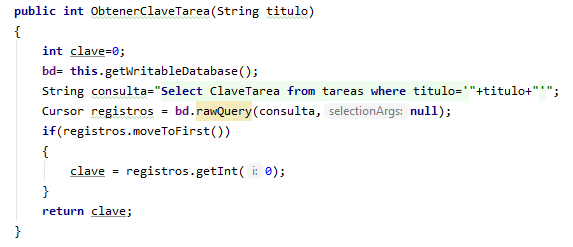 public int ObtenerClaveTarea(String titulo)
{
    int clave=0;
    bd= this.getWritableDatabase();
    String consulta="Select ClaveTarea from tareas where titulo='"+titulo+"'";
    Cursor registros = bd.rawQuery(consulta, selectionArgs: null);
    if(registros.moveToFirst())
    {
        clave = registros.getInt( i: 0);
    }
    return clave;
}